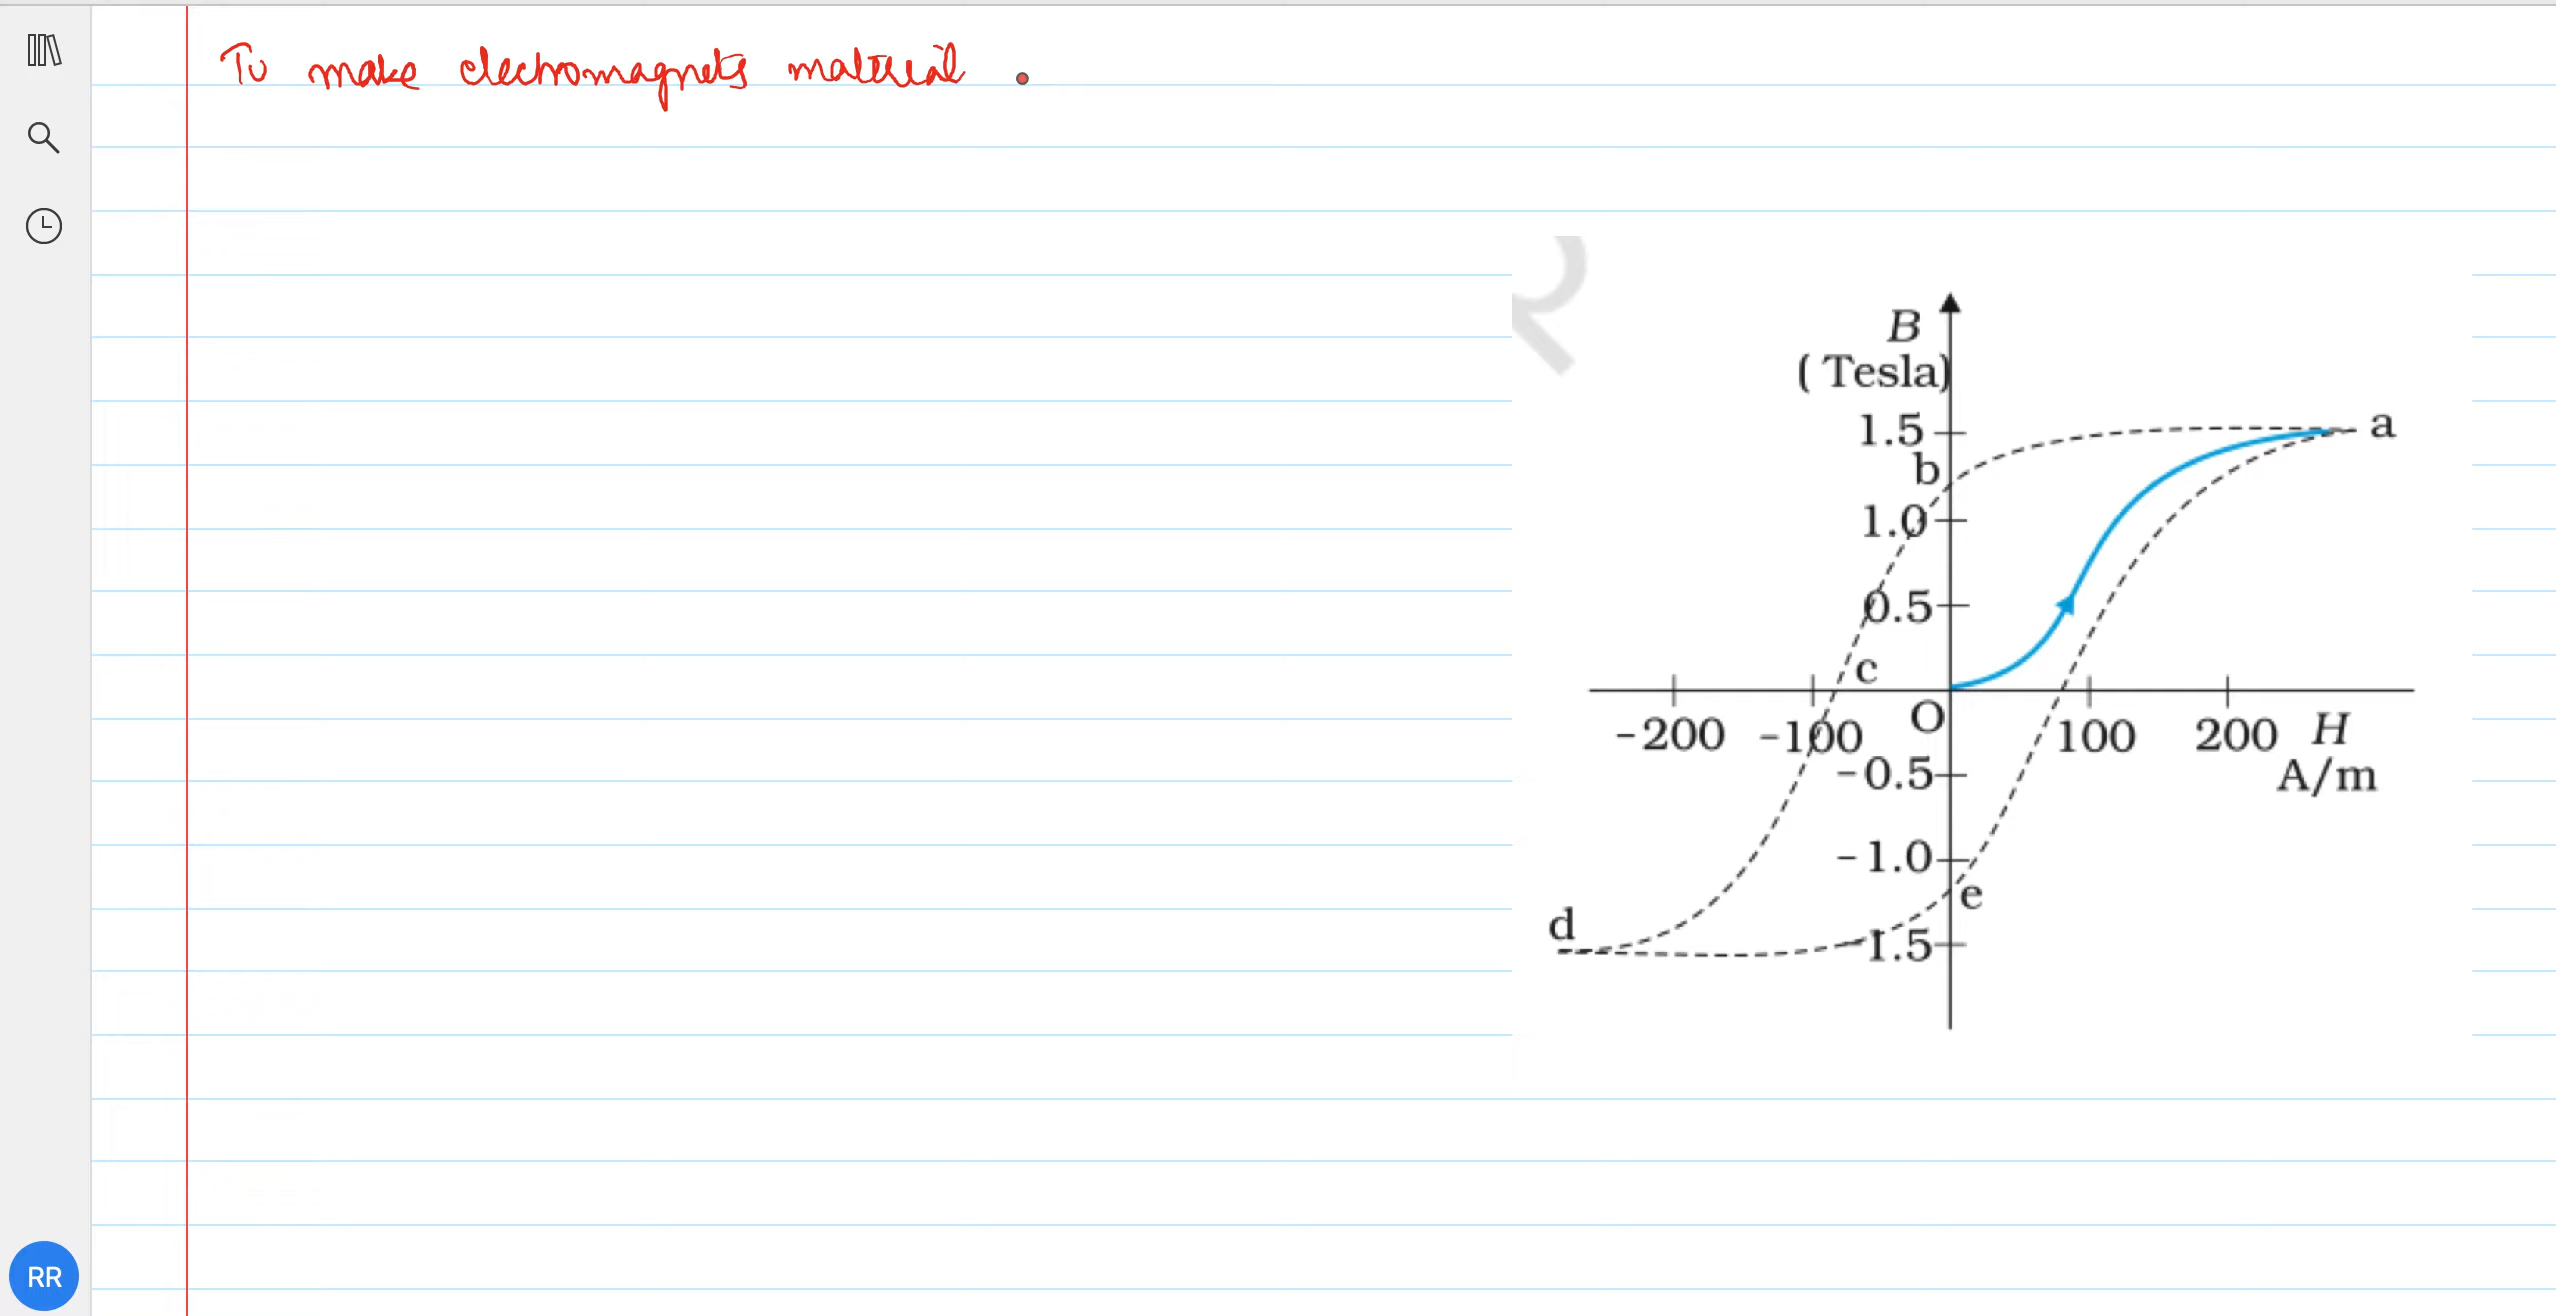 To make electromagnets material
R
B
( Tesla)
1.5
a
b
1.0
0.5
c
-200 -100 O 100 200 H
A/m
-0.5
-1.0
e
d
-1.5
RR